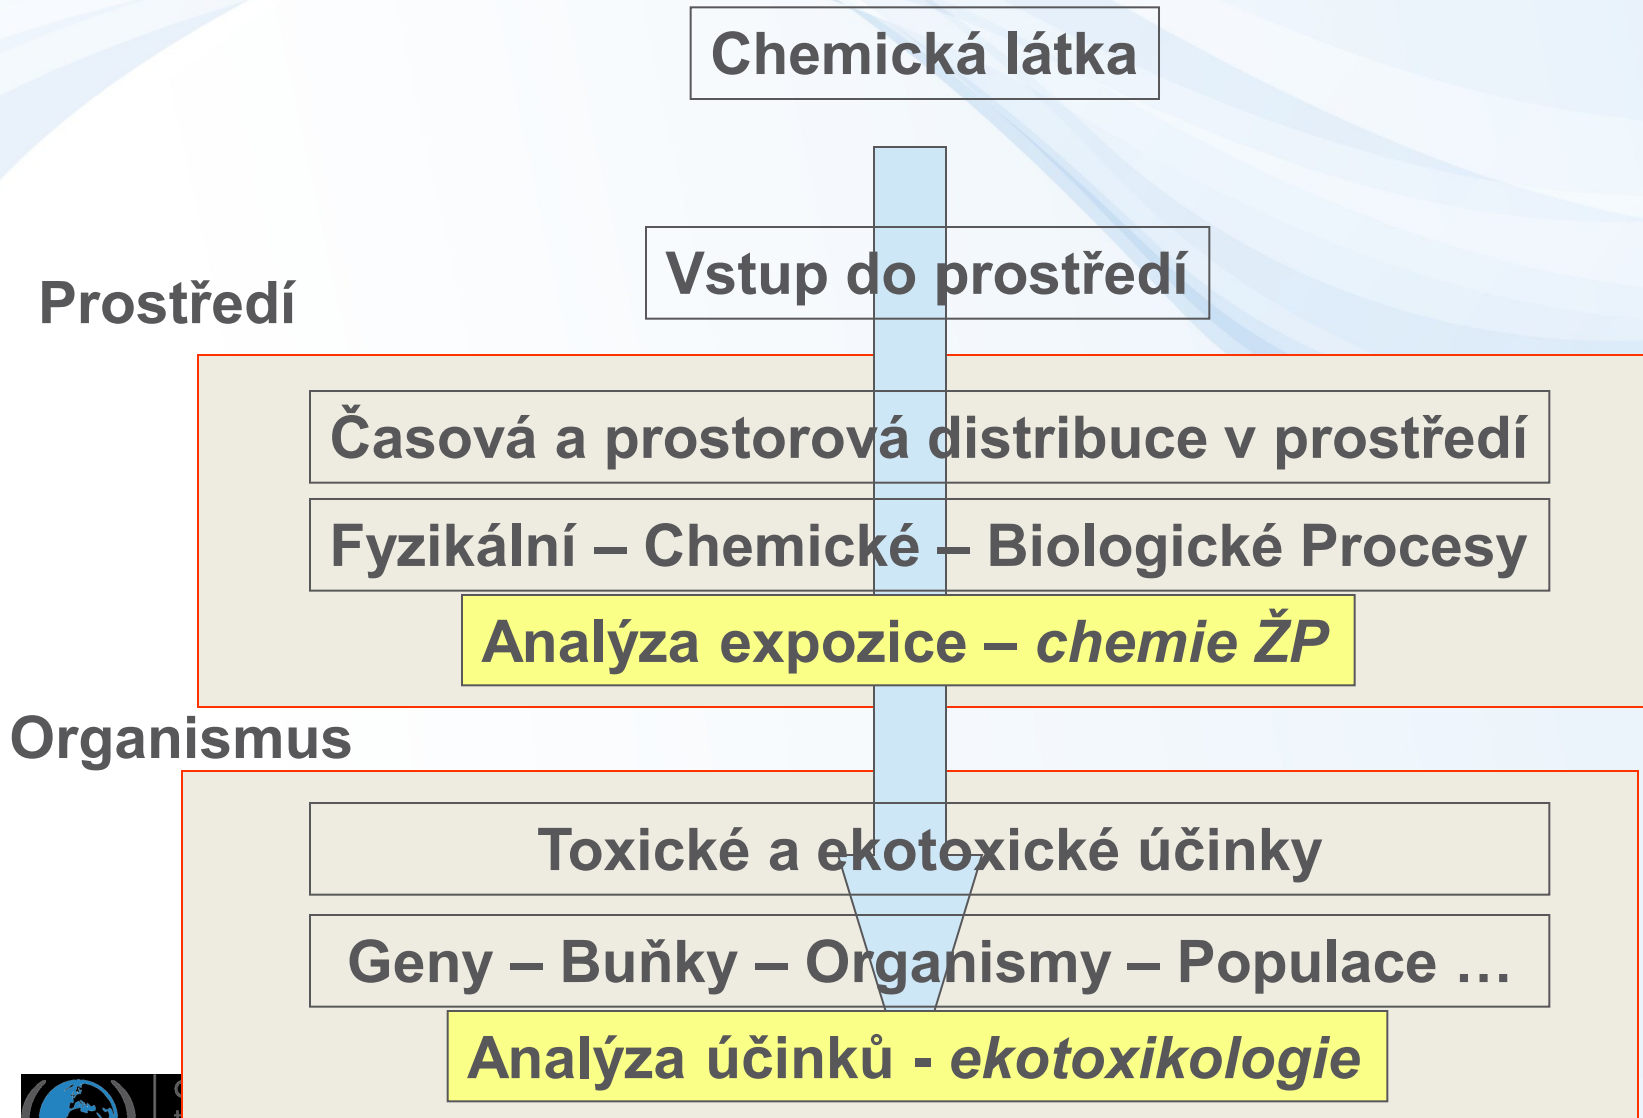 Chemická látka
Vstup do prostředí
Prostředí
Časová a prostorová distribuce v prostředí
Fyzikální – Chemické – Biologické Procesy
Analýza expozice – chemie ŽP
Organismus
Toxické a ekotoxické účinky
Geny – Buňky – Organismy – Populace …
Analýza účinků - ekotoxikologie